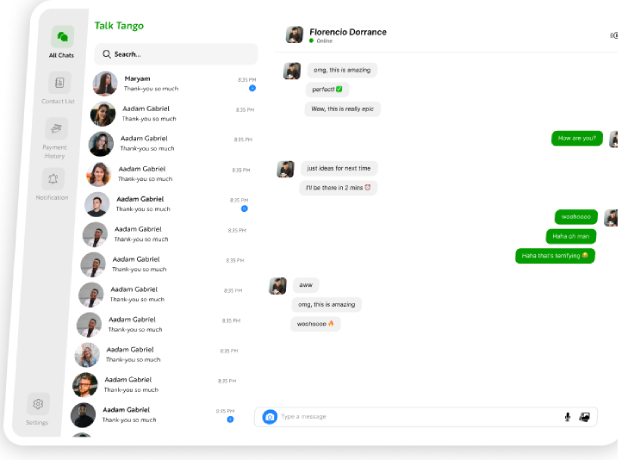 All Chats
Contact List
Payment
History
Notification
Settings
Talk Tango
Seacrh...
Maryam
Thank-you so much
8:35 PM
Aadam Gabriel
Thank-you so much
8:35 PM
Aadam Gabriel
Thank-you so much
8:35 PM
Aadam Gabriel
Thank-you so much
8:35 PM
Aadam Gabriel
Thank-you so much
8:35 PM
Aadam Gabriel
Thank-you so much
8:35 PM
Aadam Gabriel
Thank-you so much
8:35 PM
Aadam Gabriel
Thank-you so much
8:35 PM
Aadam Gabriel
Thank-you so much
8:35 PM
Aadam Gabriel
Thank-you so much
8:35 PM
Aadam Gabriel
Thank-you so much
8:35 PM
Aadam Gabriel
Thank-you so much
8:35 PM
Florencio Dorrance
Online
omg, this is amazing
perfect! ✅
Wow, this is really epic
How are you?
just ideas for next time
I'll be there in 2 mins ⏰
woohoooo
Haha oh man
Haha that's terrifying 😂
aww
omg, this is amazing
woohoooo 🔥
Type a message